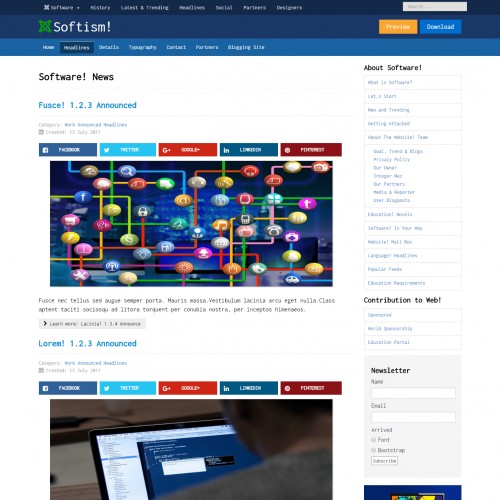 Software
History
Latest & Trending
Headlines
Social
Partners
Designers
Search ...
Softism!
Preview
Download
Home
Headlines
Details
Typography
Contact
Partners
Blogging Site
Software! News
Fusce! 1.2.3 Announced
Category: Work Announced Headlines
Created: 13 July 2017
FACEBOOK
TWITTER
GOOGLE+
LINKEDIN
PINTEREST
Fusce nec tellus sed augue semper porta. Mauris massa.Vestibulum lacinia arcu eget nulla.Class
aptent taciti sociosqu ad litora torquent per conubia nostra, per inceptos himenaeos.
Learn more: Lacinia! 1.3.4 Announce
Lorem! 1.2.3 Announced
Category: Work Announced Headlines
Created: 13 July 2017
FACEBOOK
TWITTER
GOOGLE+
LINKEDIN
PINTEREST
About Software!
What is Software?
Let,s Start
New and Trending
Getting Attached
About The Website! Team
Goal, Trend & Blogs
Privacy Policy
Our Owner
Integer Nec
Our Partners
Media & Reporter
User Blogposts
Education! Novels
Software! In Your Way
Website! Mail Box
Language! Headlines
Popular Feeds
Education Requirements
Contribution to Web!
Sponsored
World Sponsorship
Education Portal
Newsletter
Name
Email
Arrived
Font
Bootstrap
Subscribe